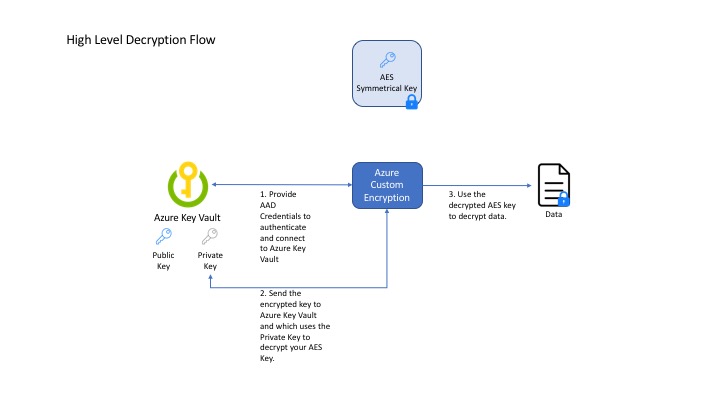 High Level Decryption Flow
AES
Symmetrical Key
Azure
Custom
Encryption
Azure Key Vault
Public
Key
Private
Key
1. Provide
AAD
Credentials to
authenticate
and connect
to Azure Key
Vault
2. Send the
encrypted key to
Azure Key Vault
and which uses the
Private Key to
decrypt your AES
Key.
3. Use the
decrypted AES key
to decrypt data.
Data